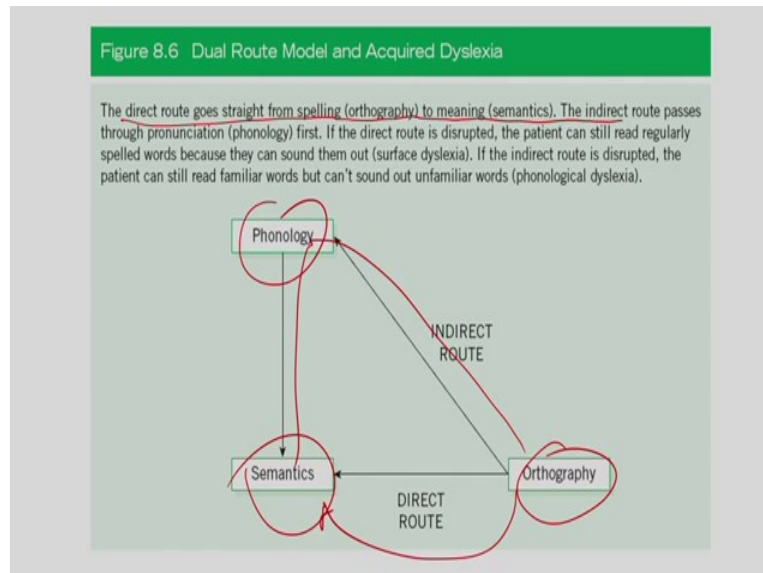 Figure 8.6 Dual Route Model and Acquired Dyslexia
The direct route goes straight from spelling (orthography) to meaning (semantics). The indirect route passes
through pronunciation (phonology) first. If the direct route is disrupted, the patient can still read regularly
spelled words because they can sound them out (surface dyslexia). If the indirect route is disrupted, the
patient can still read familiar words but can't sound out unfamiliar words (phonological dyslexia).
Phonology
INDIRECT
ROUTE
Semantics
Orthography
DIRECT
ROUTE